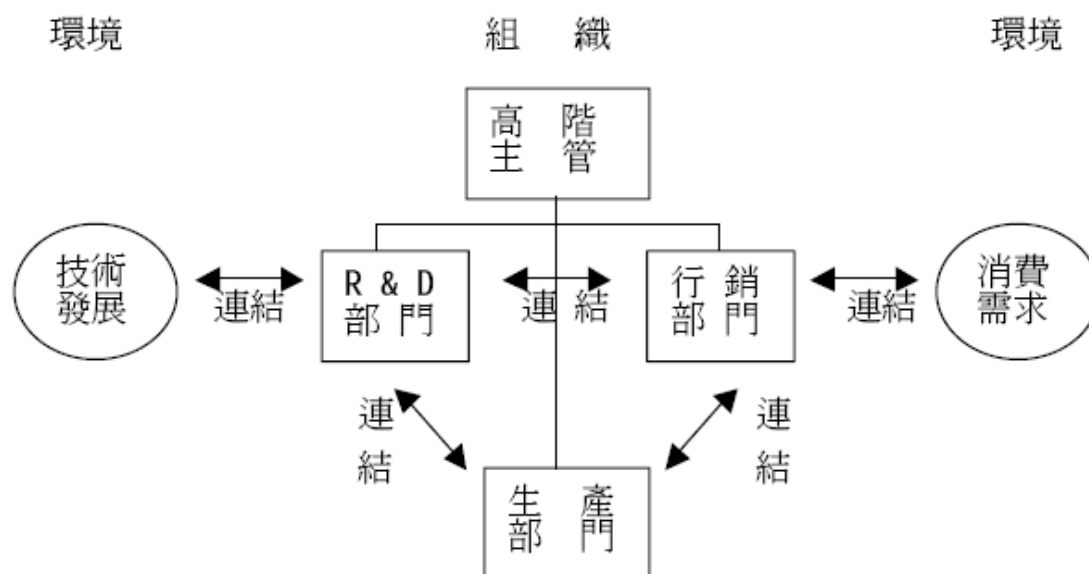 環境 組織 環境
高階
主管
技術
發展
連結
R & D
部門
連結
行銷
部門
連結
消費
需求
連
結
連
結
生產
部門